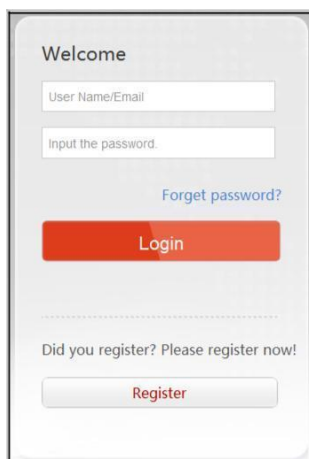 Welcome
User Name/Email
Input the password.
Forget password?
Login
Did you register? Please register now!
Register